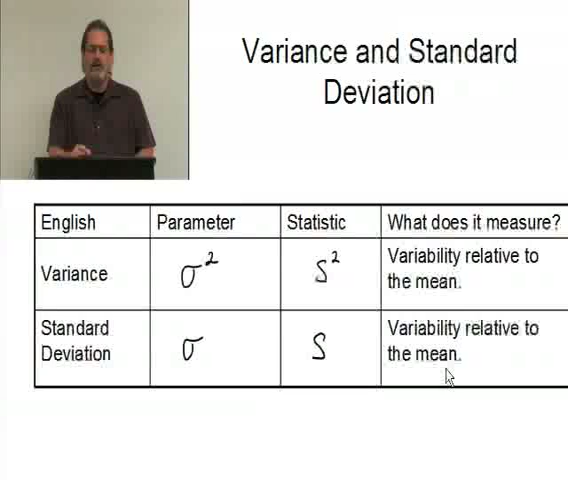 Variance and Standard
Deviation
English Parameter Statistic What does it measure?
Variance σ² S² Variability relative to
the mean.
Standard
Deviation σ S Variability relative to
the mean.